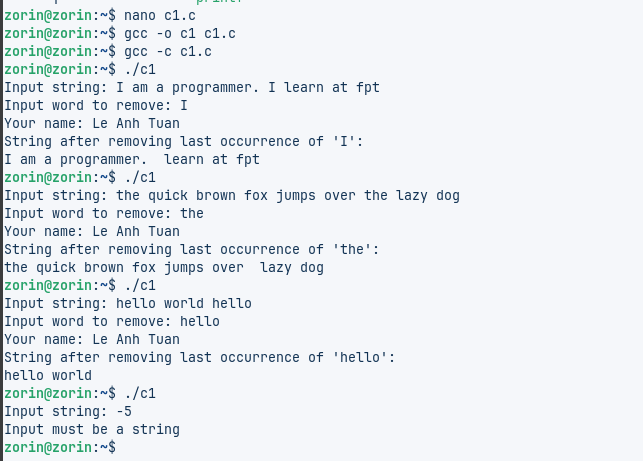 zorin@zorin:~$ nano c1.c
zorin@zorin:~$ gcc -o c1 c1.c
zorin@zorin:~$ gcc -c c1.c
zorin@zorin:~$ ./c1
Input string: I am a programmer. I learn at fpt
Input word to remove: I
Your name: Le Anh Tuan
String after removing last occurrence of 'I':
I am a programmer.  learn at fpt
zorin@zorin:~$ ./c1
Input string: the quick brown fox jumps over the lazy dog
Input word to remove: the
Your name: Le Anh Tuan
String after removing last occurrence of 'the':
the quick brown fox jumps over  lazy dog
zorin@zorin:~$ ./c1
Input string: hello world hello
Input word to remove: hello
Your name: Le Anh Tuan
String after removing last occurrence of 'hello':
hello world
zorin@zorin:~$ ./c1
Input string: -5
Input must be a string
zorin@zorin:~$